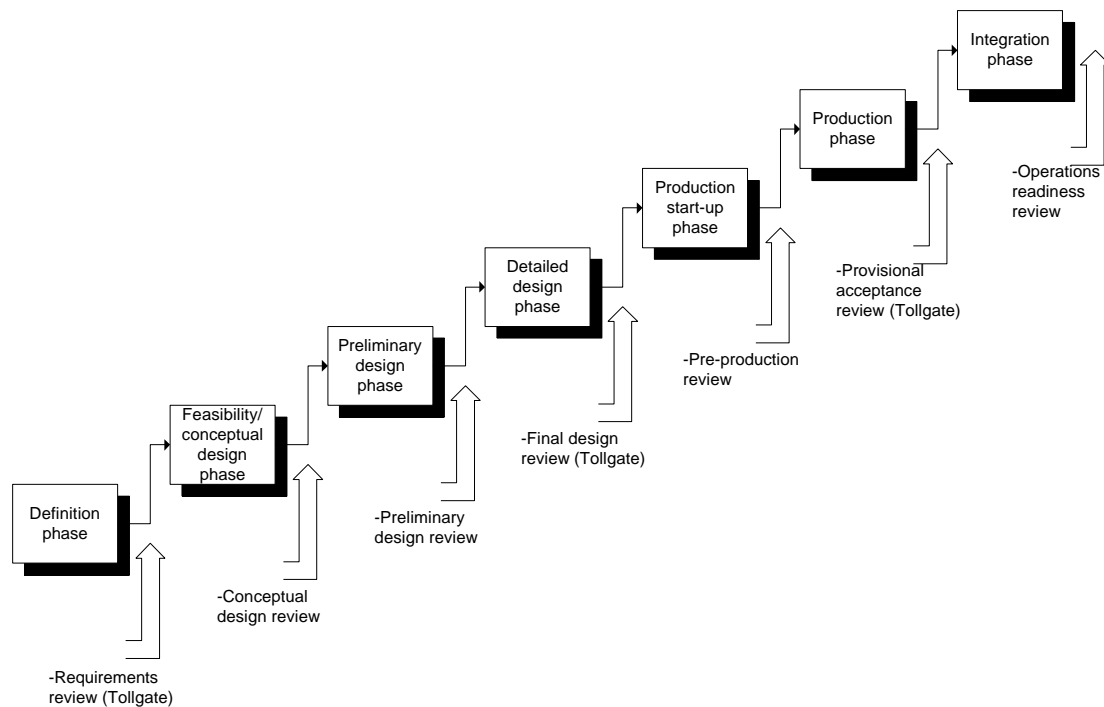 Integration
phase
Production
phase
-Operations
readiness
review
Production
start-up
phase
Detailed
design
phase
-Provisional
acceptance
review (Tollgate)
Preliminary
design
phase
-Pre-production
review
Feasibility/
conceptual
design
phase
-Final design
review (Tollgate)
Definition
phase
-Preliminary
design review
-Conceptual
design review
-Requirements
review (Tollgate)